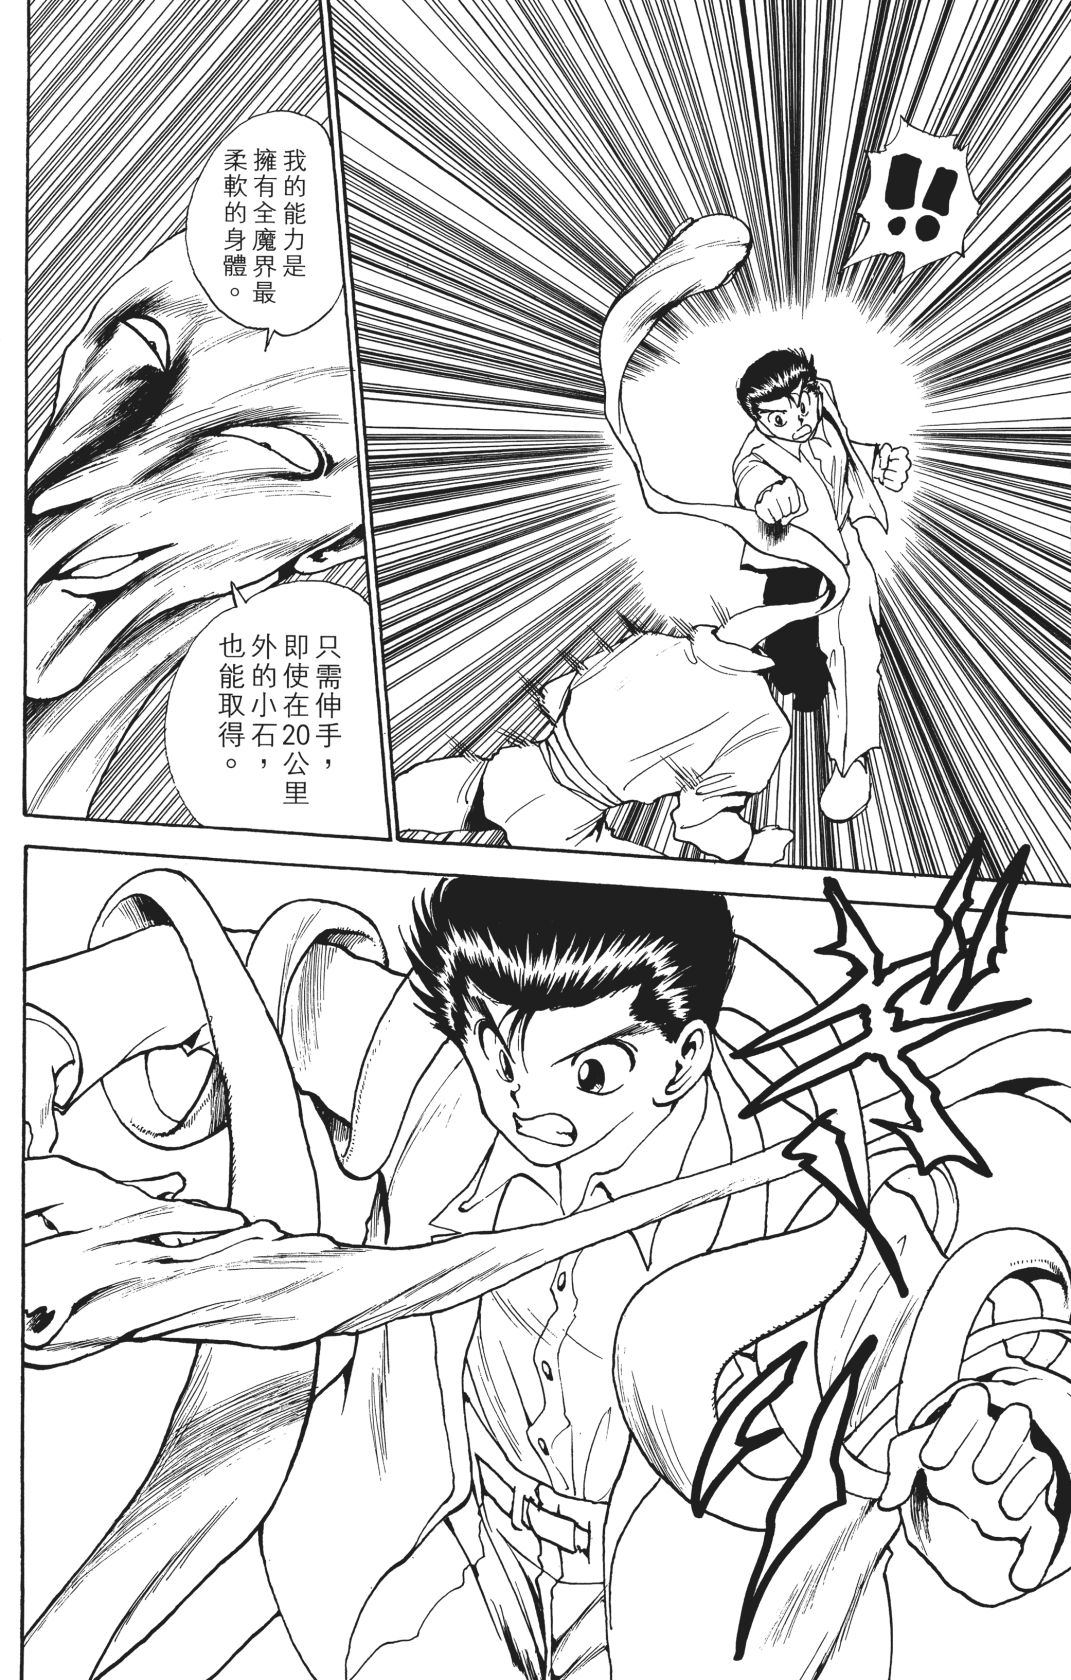 !!
我的能力是
擁有全魔界最
柔軟的身體。
只需伸手，
即使在20公里
外的小石，
也能取得。